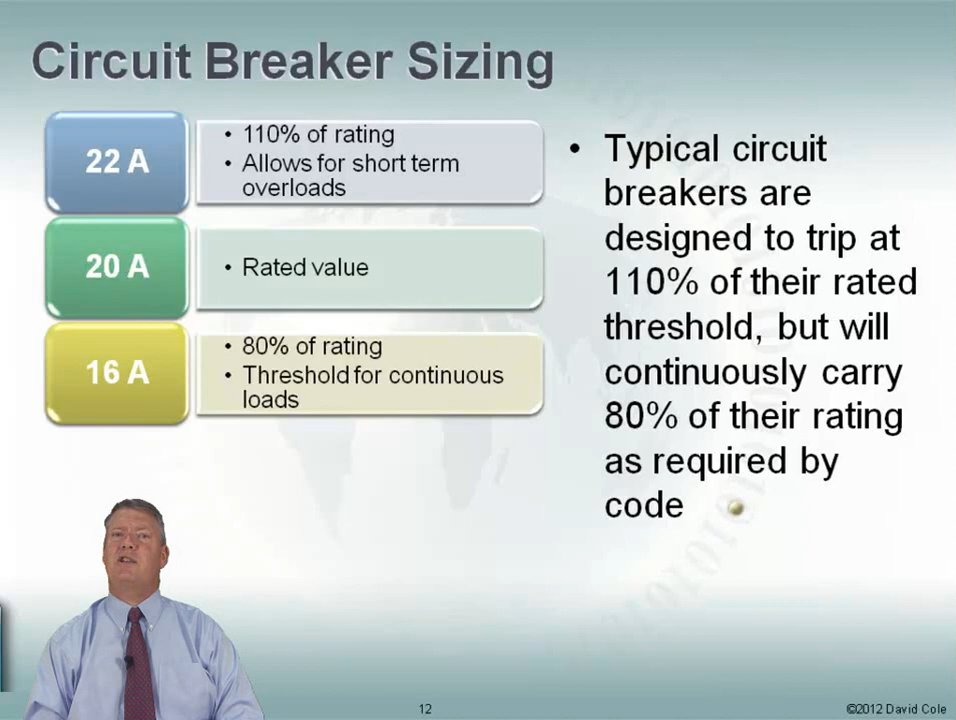 Circuit Breaker Sizing
22 A
• 110% of rating
• Allows for short term
overloads
20 A
• Rated value
16 A
• 80% of rating
• Threshold for continuous
loads
• Typical circuit
breakers are
designed to trip at
110% of their rated
threshold, but will
continuously carry
80% of their rating
as required by
code
12
©2012 David Cole